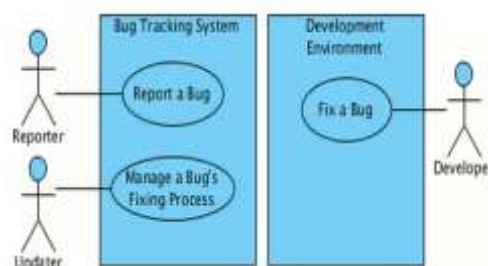 Bug Tracking System
Development
Environment
Report a Bug
Fix a Bug
Reporter
Manage a Bug's
Fixing Process
Develope
Updater